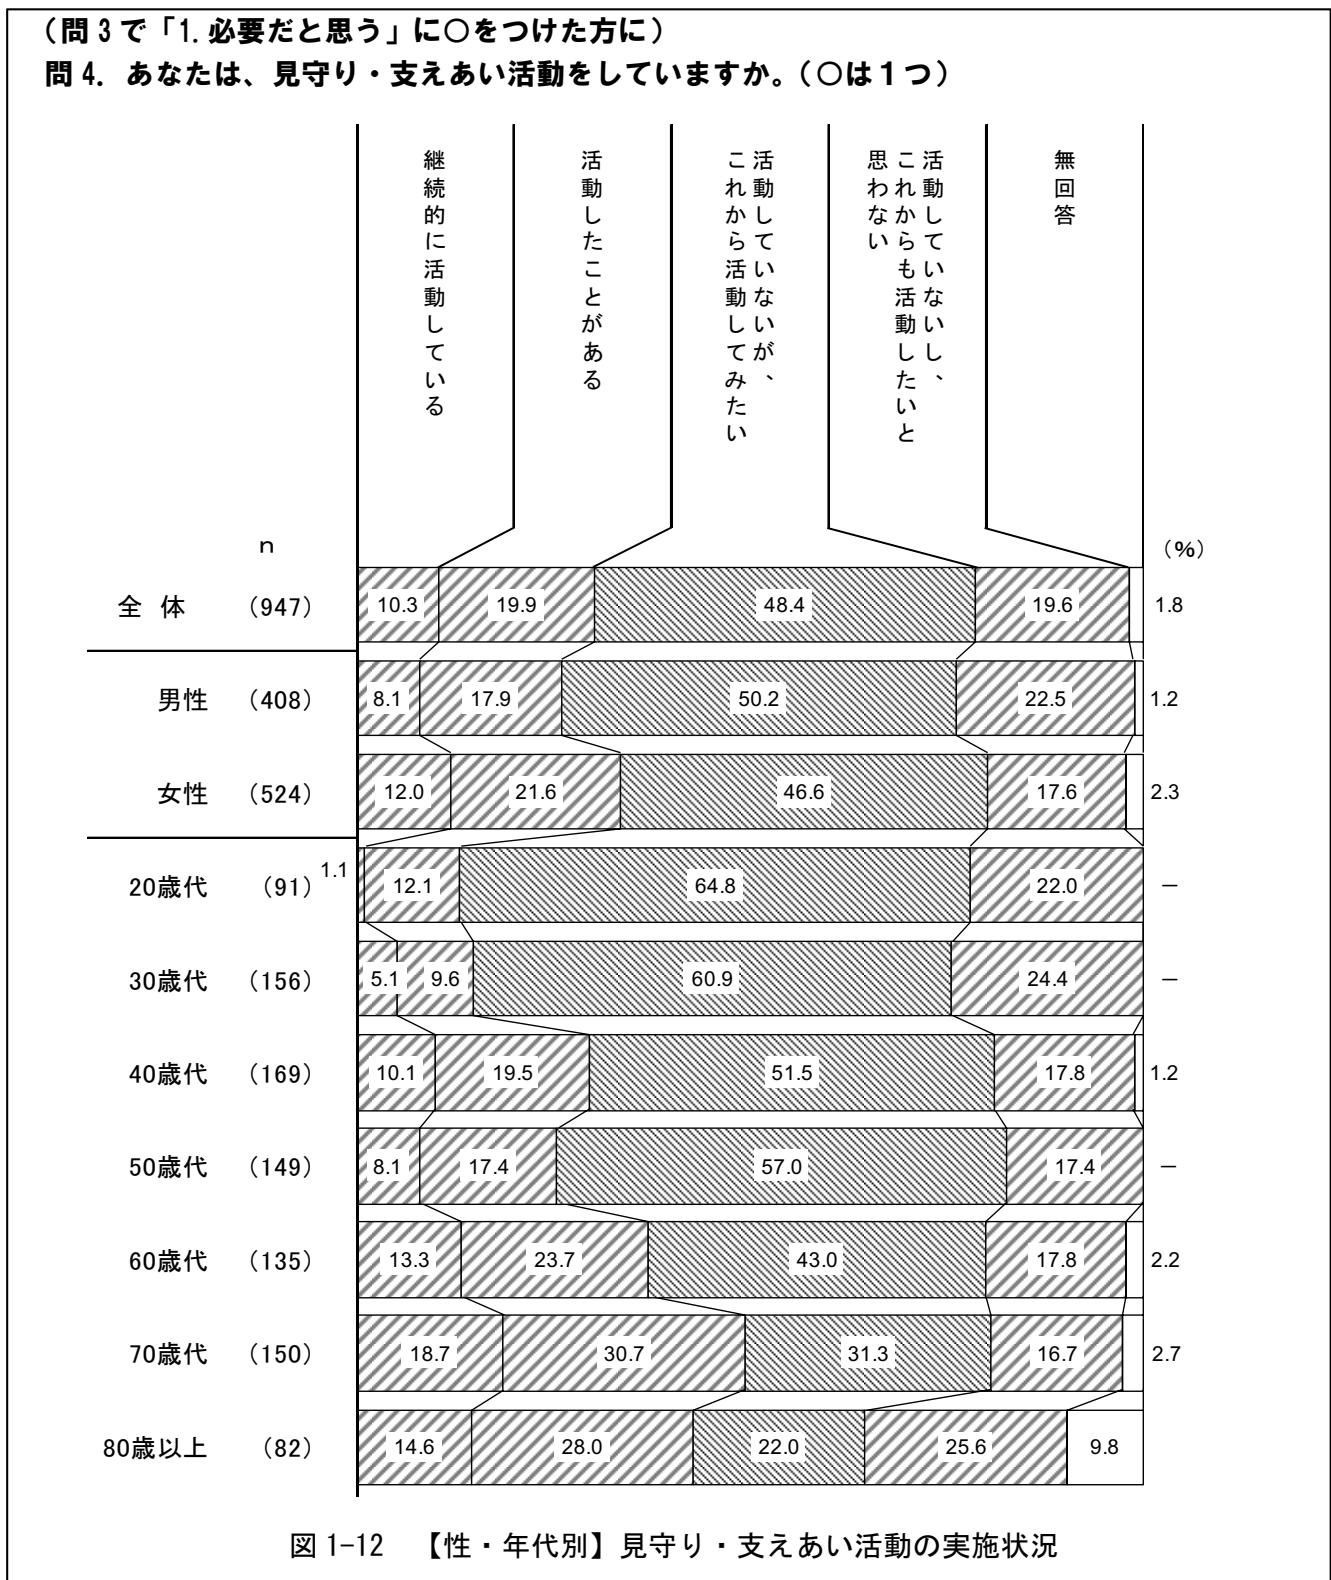 （問3で「1. 必要だと思う」に○をつけた方に）
問4. あなたは、見守り・支えあい活動をしていますか。（○は１つ）
継続的に活動している
活動したことがある
活動していないが、
これから活動してみたい
活動していないし、
これからも活動したいと
思わない
無回答
n
(%)
全 体 (947) 10.3 19.9 48.4 19.6 1.8
男性 (408) 8.1 17.9 50.2 22.5 1.2
女性 (524) 12.0 21.6 46.6 17.6 2.3
20歳代 (91) 1.1 12.1 64.8 22.0 －
30歳代 (156) 5.1 9.6 60.9 24.4 －
40歳代 (169) 10.1 19.5 51.5 17.8 1.2
50歳代 (149) 8.1 17.4 57.0 17.4 －
60歳代 (135) 13.3 23.7 43.0 17.8 2.2
70歳代 (150) 18.7 30.7 31.3 16.7 2.7
80歳以上 (82) 14.6 28.0 22.0 25.6 9.8
図 1-12 【性・年代別】見守り・支えあい活動の実施状況